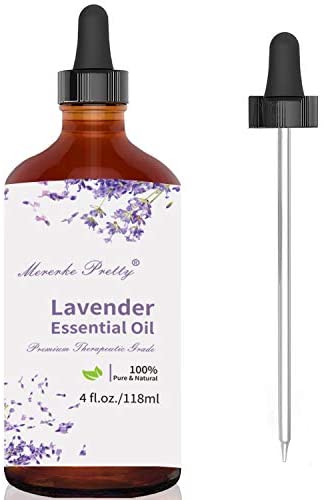 Mererke Pretty®
Lavender
Essential Oil
Premium Therapeutic Grade
100%
Pure & Natural
4 fl.oz./118ml